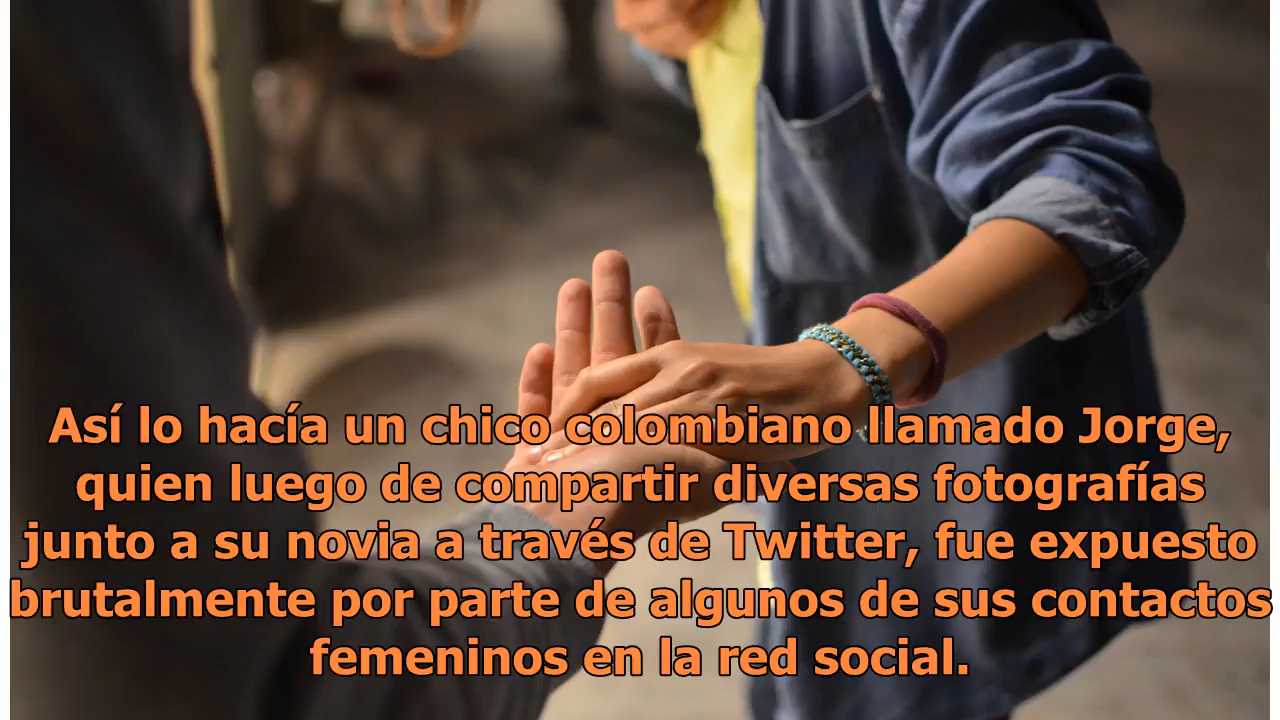 Así lo hacía un chico colombiano llamado Jorge,
quien luego de compartir diversas fotografías
junto a su novia a través de Twitter, fue expuesto
brutalmente por parte de algunos de sus contactos
femeninos en la red social.